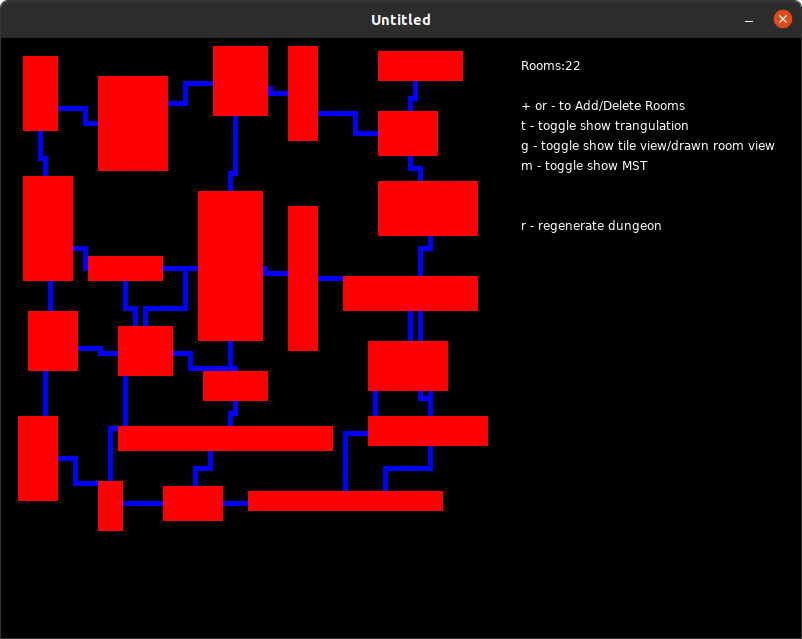 Untitled
Rooms:22
+ or - to Add/Delete Rooms
t - toggle show trangulation
g - toggle show tile view/drawn room view
m - toggle show MST
r - regenerate dungeon